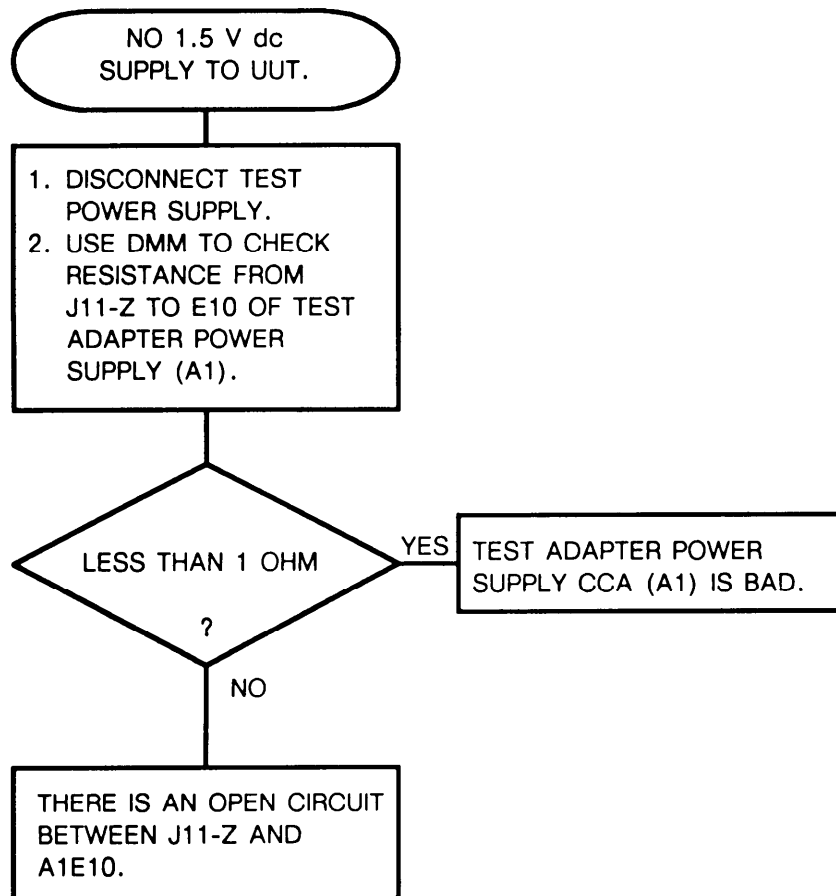 NO 1.5 V dc
SUPPLY TO UUT.
1. DISCONNECT TEST
POWER SUPPLY.
2. USE DMM TO CHECK
RESISTANCE FROM
J11-Z TO E10 OF TEST
ADAPTER POWER
SUPPLY (A1).
LESS THAN 1 OHM
?
YES
TEST ADAPTER POWER
SUPPLY CCA (A1) IS BAD.
NO
THERE IS AN OPEN CIRCUIT
BETWEEN J11-Z AND
A1E10.